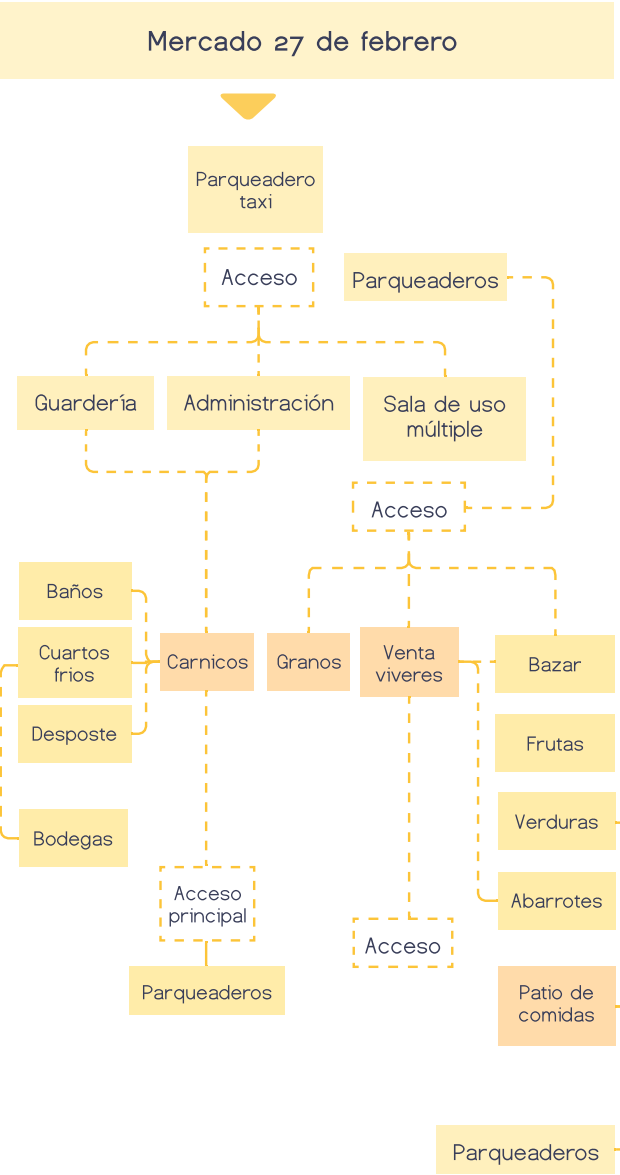 Mercado 27 de febrero
Parqueadero
taxi
Acceso
Parqueaderos
Guardería
Administración
Sala de uso
múltiple
Acceso
Baños
Cuartos
frios
Carnicos
Granos
Venta
viveres
Bazar
Desposte
Frutas
Bodegas
Verduras
Acceso
principal
Abarrotes
Acceso
Parqueaderos
Patio de
comidas
Parqueaderos